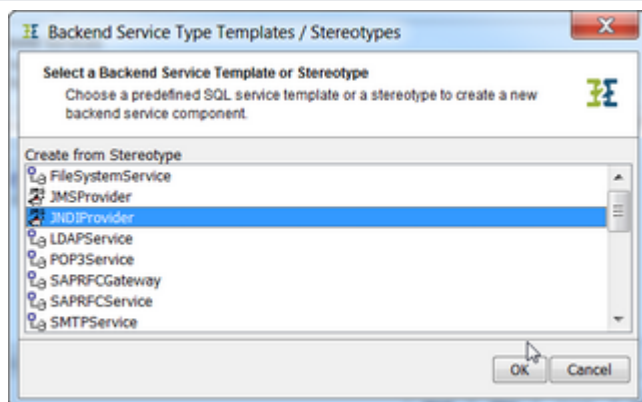 Backend Service Type Templates / Stereotypes
Select a Backend Service Template or Stereotype
Choose a predefined SQL service template or a stereotype to create a new
backend service component.
Create from Stereotype
FileSystemService
JMSProvider
JNDIProvider
LDAPService
POP3Service
SAPRFCGateway
SAPRFCService
SMTPService
OK Cancel